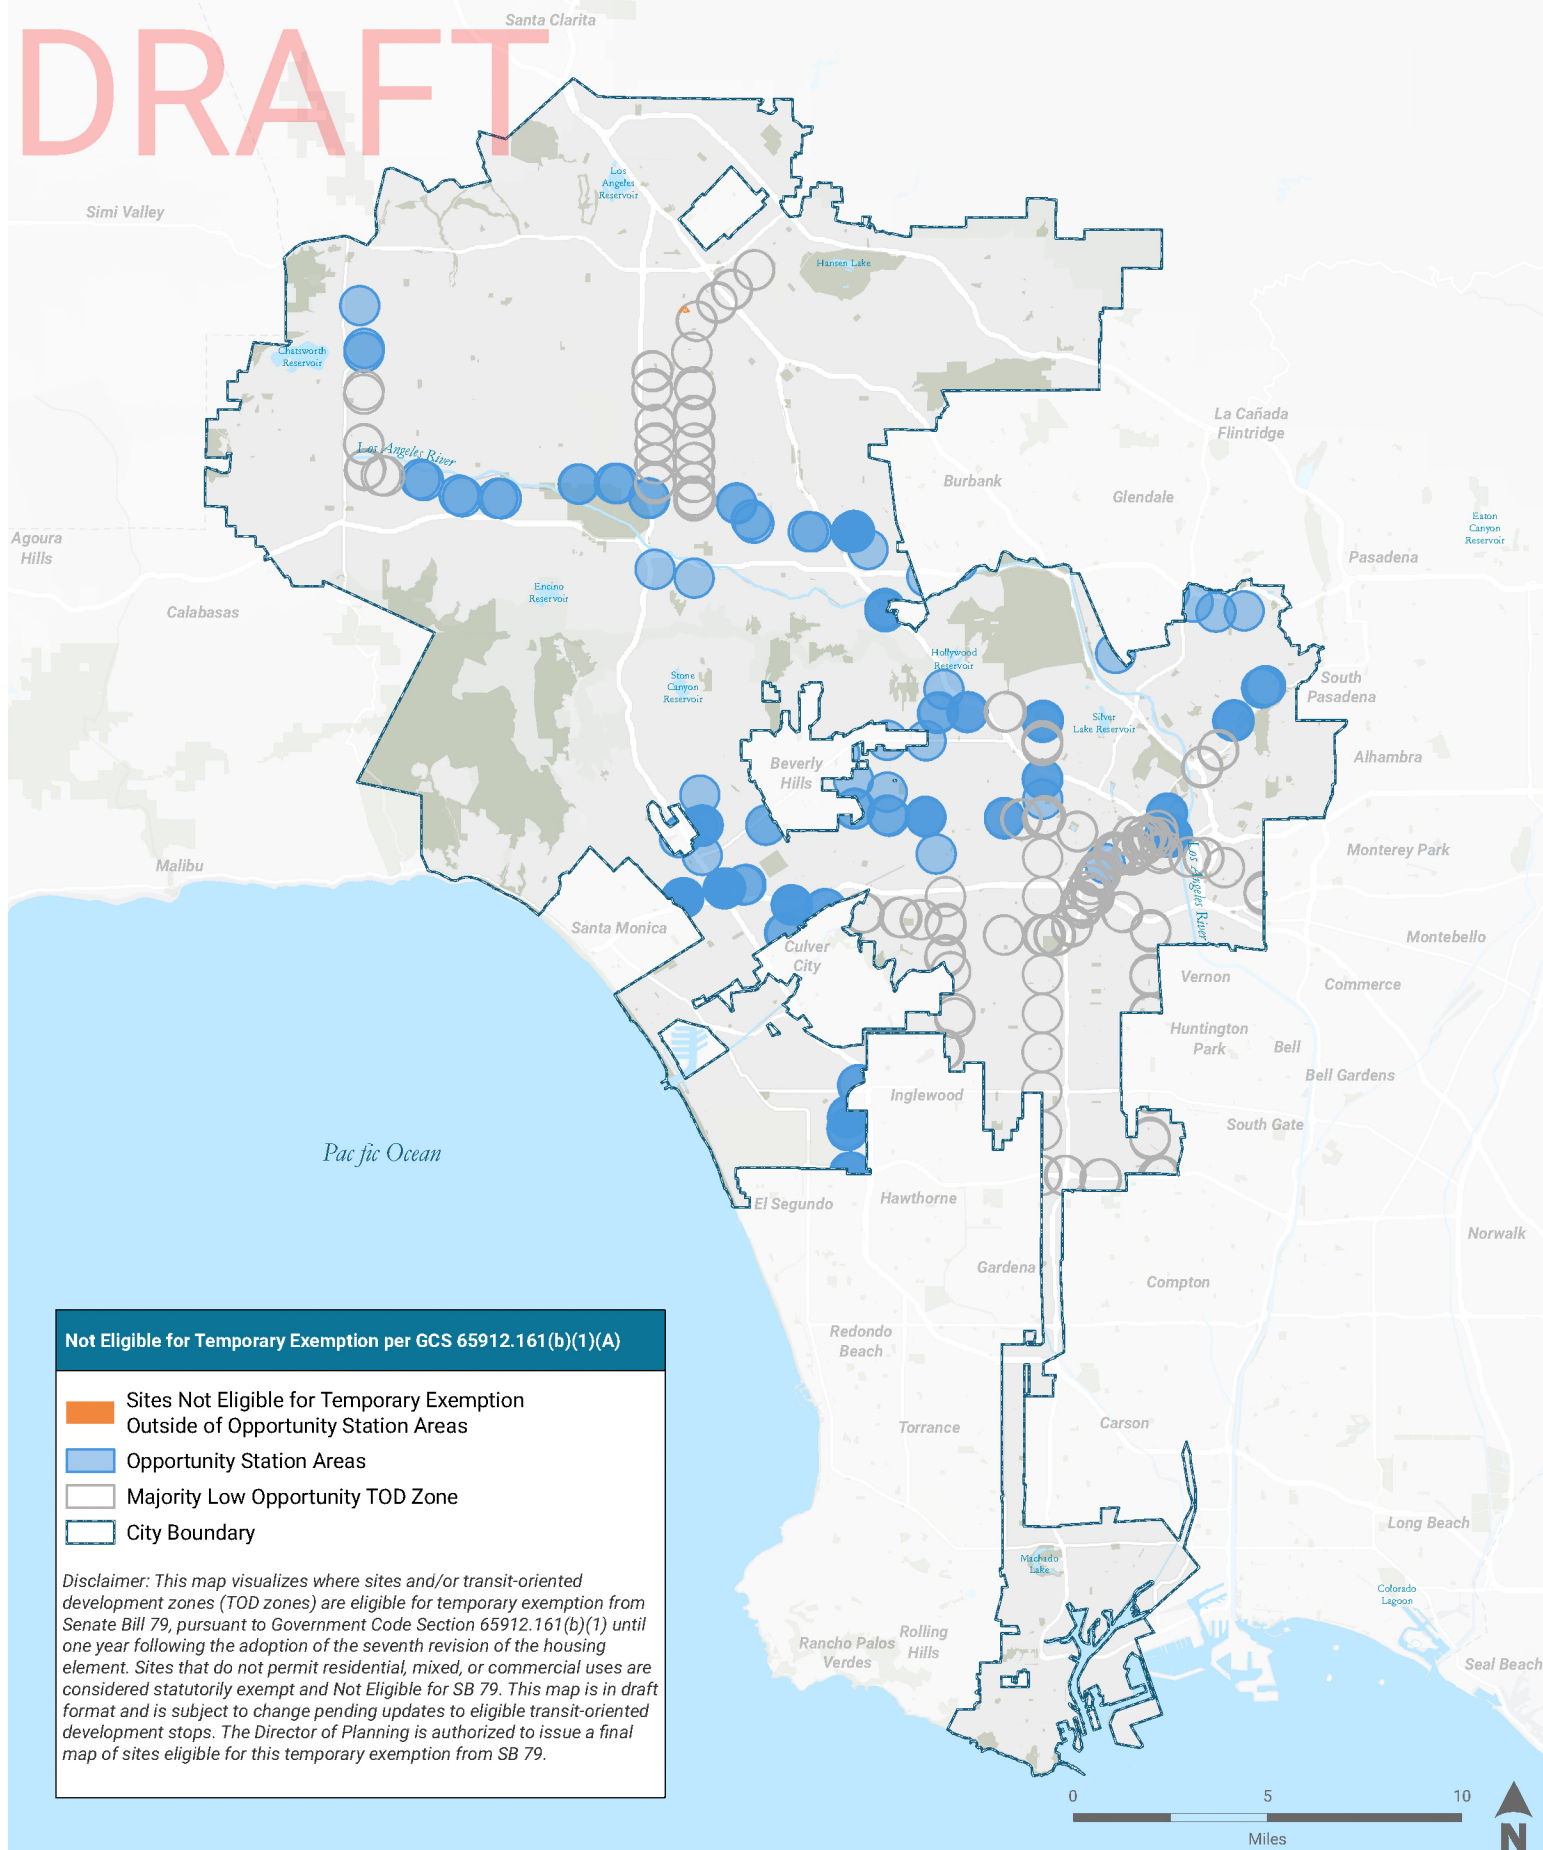 DRAFT
Santa Clarita
Los
Angeles
Reservoir
Simi Valley
Hansen Lake
Chatsworth
Reservoir
La Cañada
Flintridge
Los Angeles River
Burbank
Glendale
Eaton
Canyon
Reservoir
Agoura
Hills
Pasadena
Encino
Reservoir
Calabasas
Hollywood
Reservoir
Stone
Canyon
Reservoir
South
Pasadena
Silver
Lake Reservoir
Beverly
Hills
Alhambra
Malibu
Monterey Park
Los Angeles River
Santa Monica
Culver
City
Montebello
Vernon
Commerce
Huntington
Park
Bell
Bell Gardens
Inglewood
South Gate
Pac fic Ocean
El Segundo
Hawthorne
Norwalk
Gardena
Compton
Redondo
Beach
Torrance
Carson
Long Beach
Machado
Lake
Colorado
Lagoon
Rancho Palos
Verdes
Rolling
Hills
Seal Beach
Not Eligible for Temporary Exemption per GCS 65912.161(b)(1)(A)
Sites Not Eligible for Temporary Exemption
Outside of Opportunity Station Areas
Opportunity Station Areas
Majority Low Opportunity TOD Zone
City Boundary
Disclaimer: This map visualizes where sites and/or transit-oriented
development zones (TOD zones) are eligible for temporary exemption from
Senate Bill 79, pursuant to Government Code Section 65912.161(b)(1) until
one year following the adoption of the seventh revision of the housing
element. Sites that do not permit residential, mixed, or commercial uses are
considered statutorily exempt and Not Eligible for SB 79. This map is in draft
format and is subject to change pending updates to eligible transit-oriented
development stops. The Director of Planning is authorized to issue a final
map of sites eligible for this temporary exemption from SB 79.
0 5 10
Miles
N